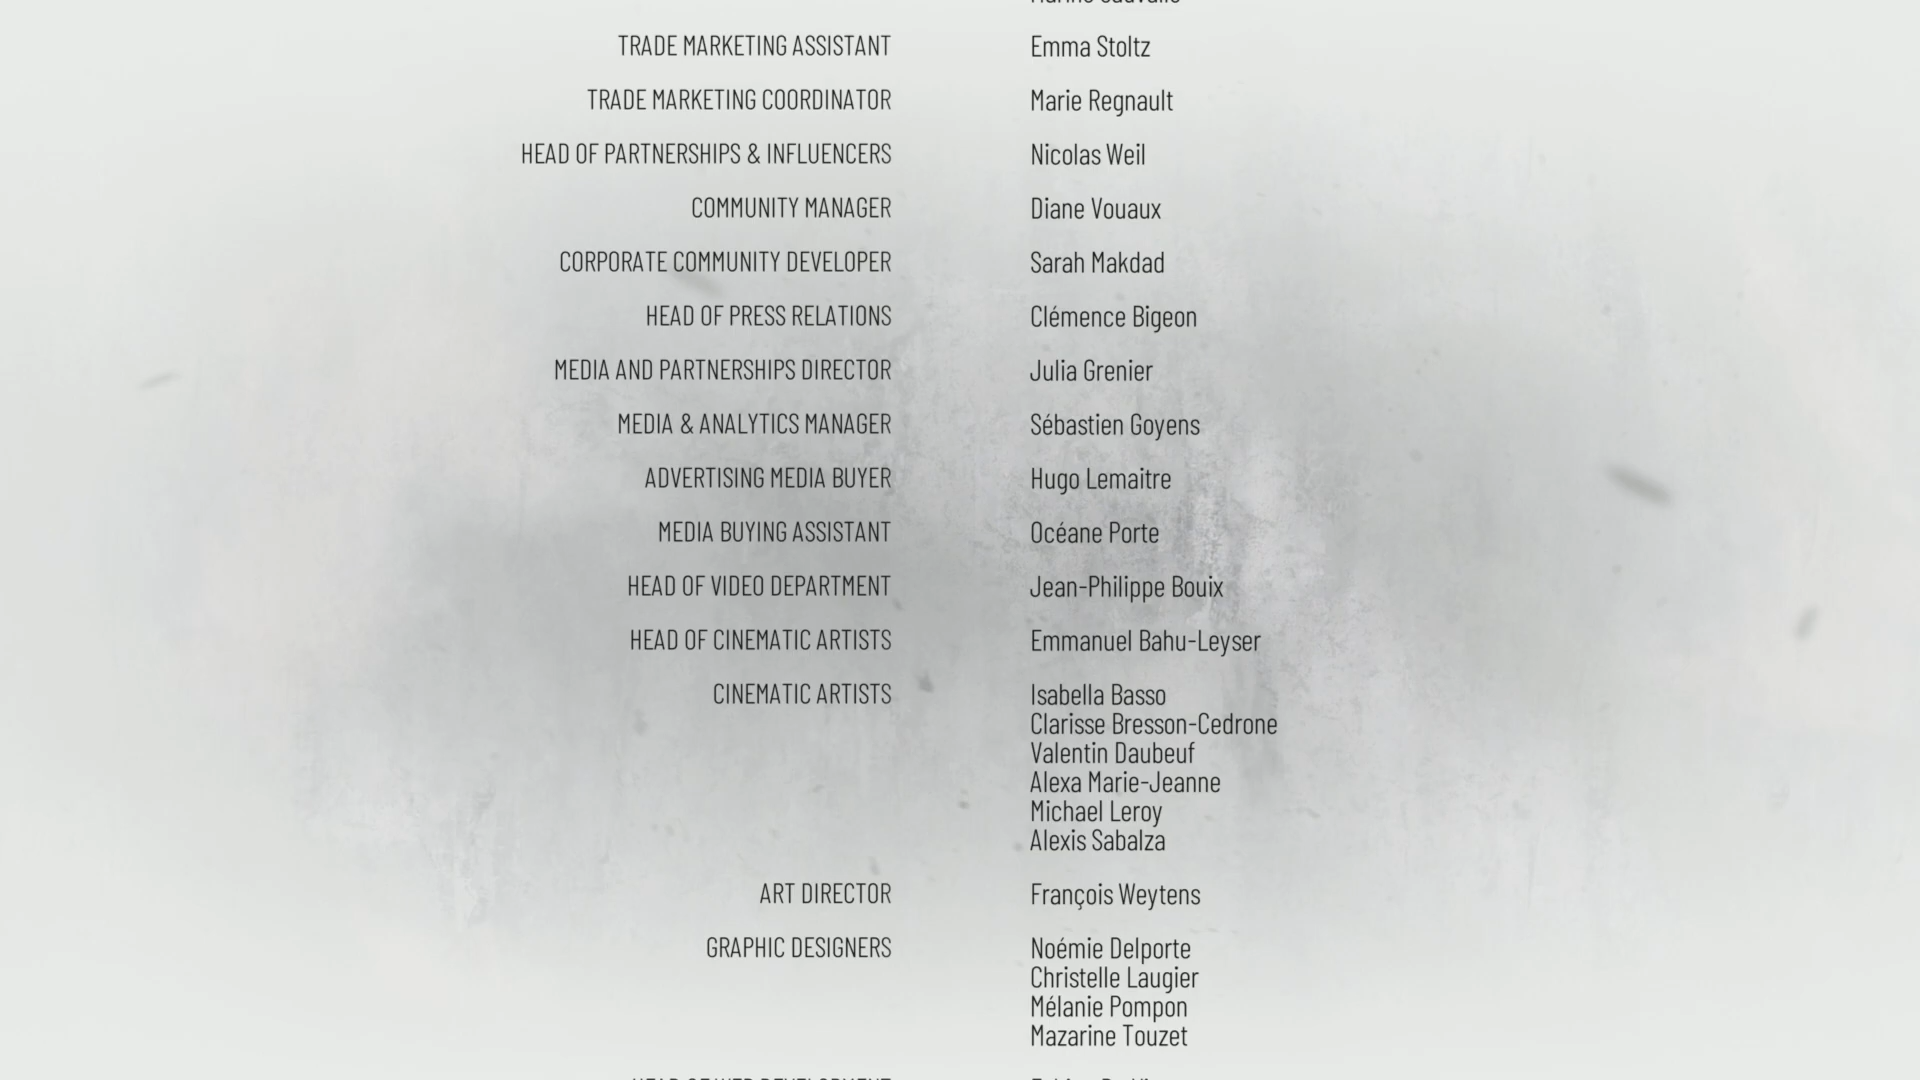 TRADE MARKETING ASSISTANT Emma Stoltz
TRADE MARKETING COORDINATOR Marie Regnault
HEAD OF PARTNERSHIPS & INFLUENCERS Nicolas Weil
COMMUNITY MANAGER Diane Vouaux
CORPORATE COMMUNITY DEVELOPER Sarah Makdad
HEAD OF PRESS RELATIONS Clémence Bigeon
MEDIA AND PARTNERSHIPS DIRECTOR Julia Grenier
MEDIA & ANALYTICS MANAGER Sébastien Goyens
ADVERTISING MEDIA BUYER Hugo Lemaitre
MEDIA BUYING ASSISTANT Océane Porte
HEAD OF VIDEO DEPARTMENT Jean-Philippe Bouix
HEAD OF CINEMATIC ARTISTS Emmanuel Bahu-Leyser
CINEMATIC ARTISTS Isabella Basso
Clarisse Bresson-Cedrone
Valentin Daubeuf
Alexa Marie-Jeanne
Michael Leroy
Alexis Sabalza
ART DIRECTOR François Weytens
GRAPHIC DESIGNERS Noémie Delporte
Christelle Laugier
Mélanie Pompon
Mazarine Touzet